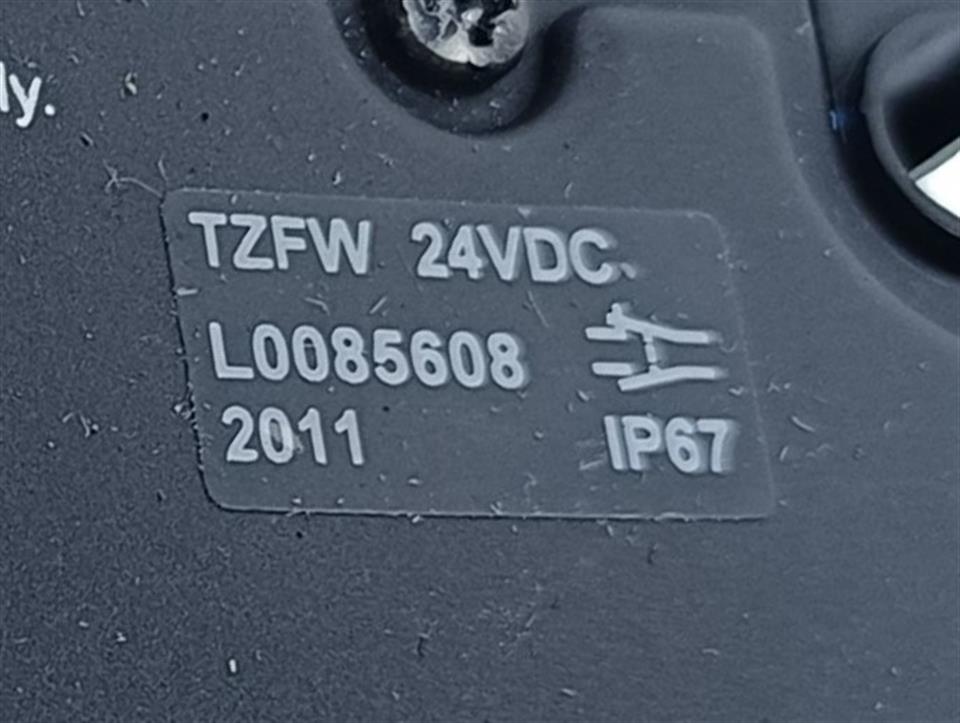 ly.
TZFW 24VDC
L0085608
2011 IP67